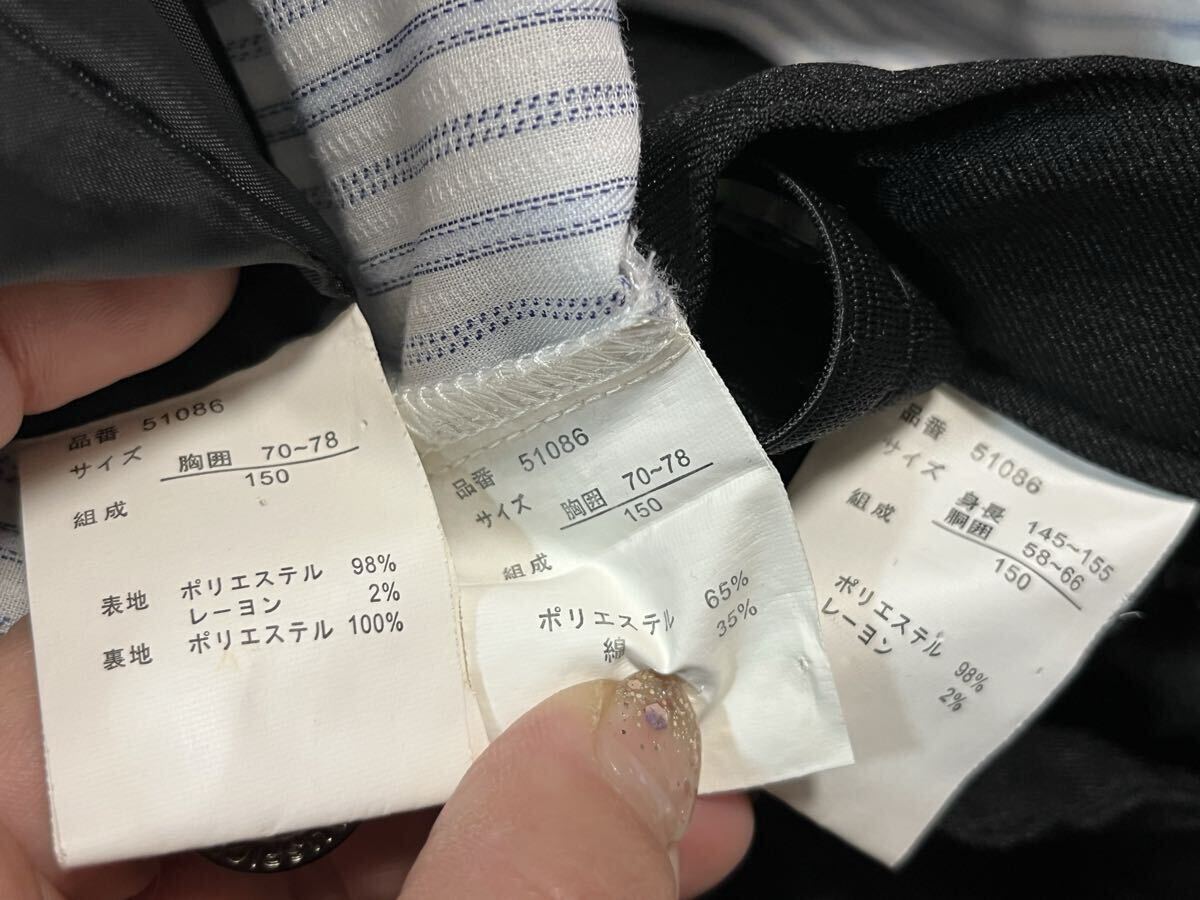 品番 51086
サイズ 胸囲 70~78
150
組成
表地 ポリエステル 98%
レーヨン 2%
裏地 ポリエステル 100%
品番 51086
サイズ 胸囲 70~78
150
組成
ポリエステル 65%
綿 35%
品番 51086
サイズ 身長 145~155
胴囲 58~66
150
組成
ポリエステル 98%
レーヨン 2%